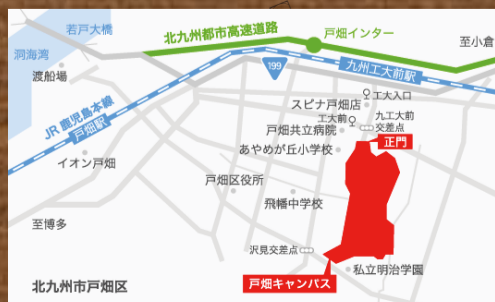 若戸大橋
北九州都市高速道路
戸畑インター
至小倉
洞海湾
渡船場
199
九州工大前駅
JR 鹿児島本線
戸畑駅
スピナ戸畑店
工大入口
工大前
九工大前
交差点
戸畑共立病院
正門
イオン戸畑
あやめが丘小学校
戸畑区役所
飛幡中学校
至博多
沢見交差点
私立明治学園
戸畑キャンパス
北九州市戸畑区